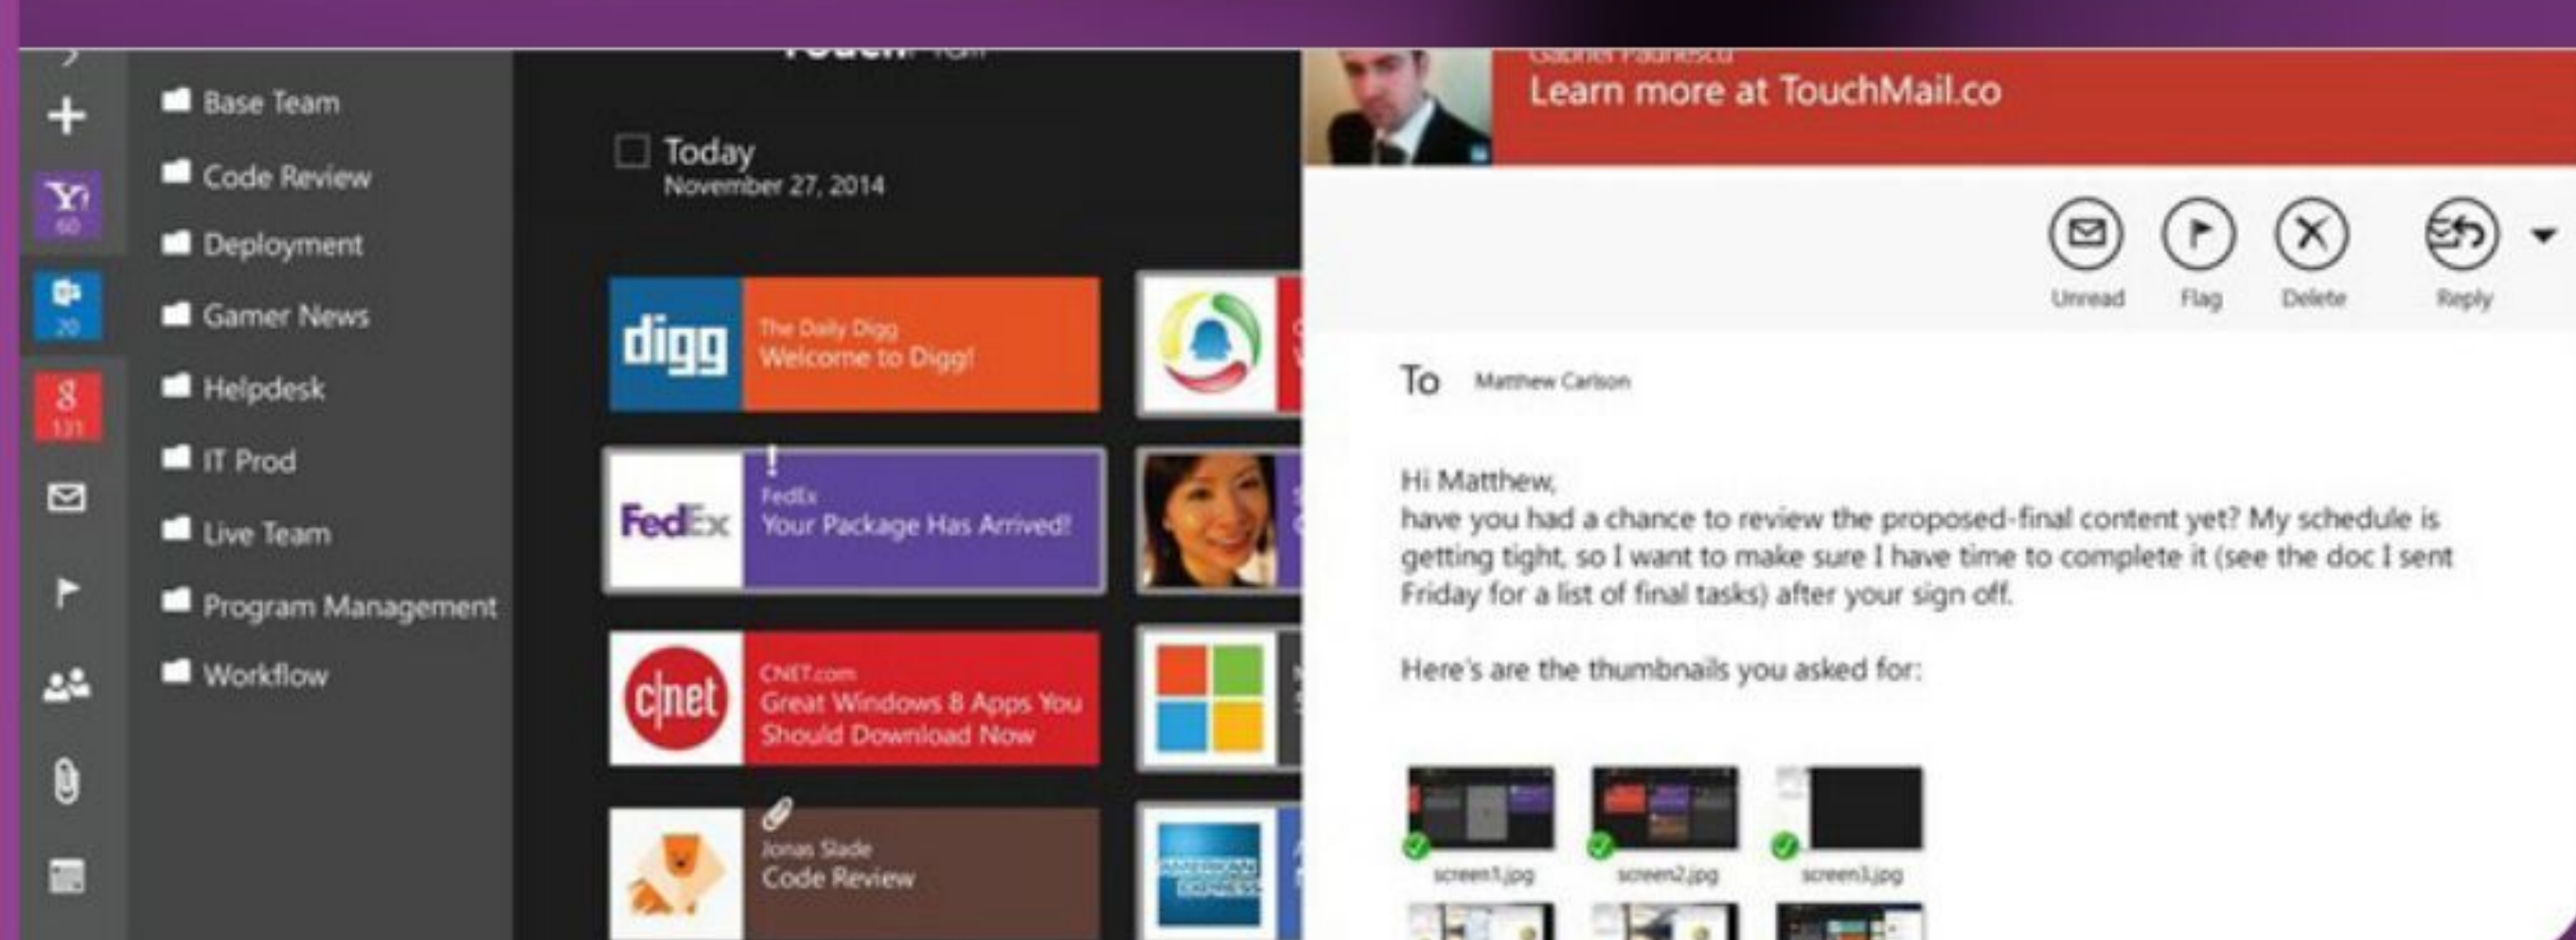 Base Team
Code Review
Deployment
Gamer News
Helpdesk
IT Prod
Live Team
Program Management
Workflow
60
20
8
131
Today
November 27, 2014
digg
The Daily Digg
Welcome to Digg!
FedEx
FedEx
Your Package Has Arrived!
c|net
CNET.com
Great Windows 8 Apps You
Should Download Now
Jonas Slade
Code Review
AMERICAN
EXPRESS
Learn more at TouchMail.co
Unread
Flag
Delete
Reply
To Matthew Carlson
Hi Matthew,
have you had a chance to review the proposed-final content yet? My schedule is
getting tight, so I want to make sure I have time to complete it (see the doc I sent
Friday for a list of final tasks) after your sign off.
Here's are the thumbnails you asked for:
screen1.jpg
screen2.jpg
screen3.jpg